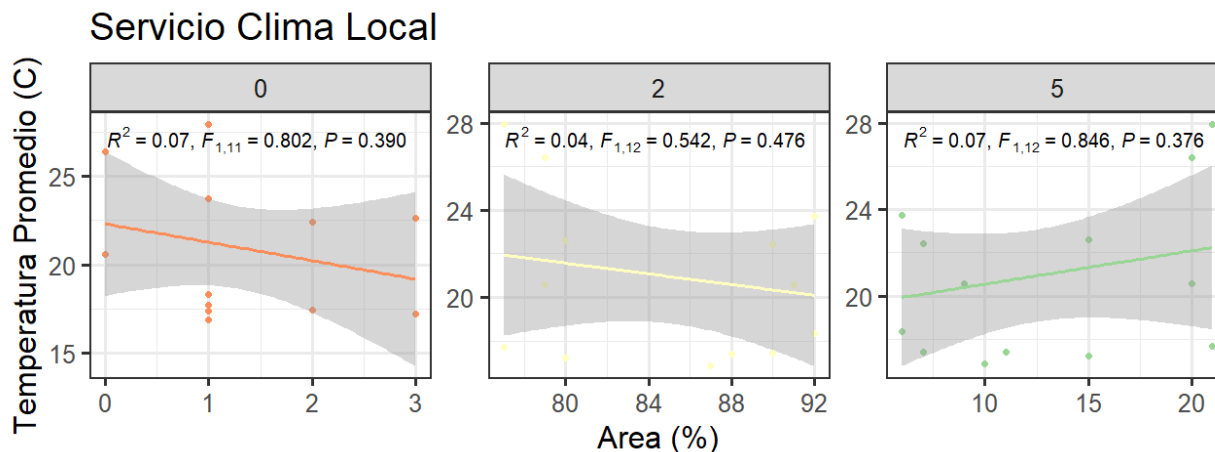 Servicio Clima Local
Temperatura Promedio (C)
0
2
5
R² = 0.07, F1,11 = 0.802, P = 0.390
R² = 0.04, F1,12 = 0.542, P = 0.476
R² = 0.07, F1,12 = 0.846, P = 0.376
25
20
15
28
24
20
28
24
20
16
0 1 2 3
80 84 88 92
10 15 20
Area (%)